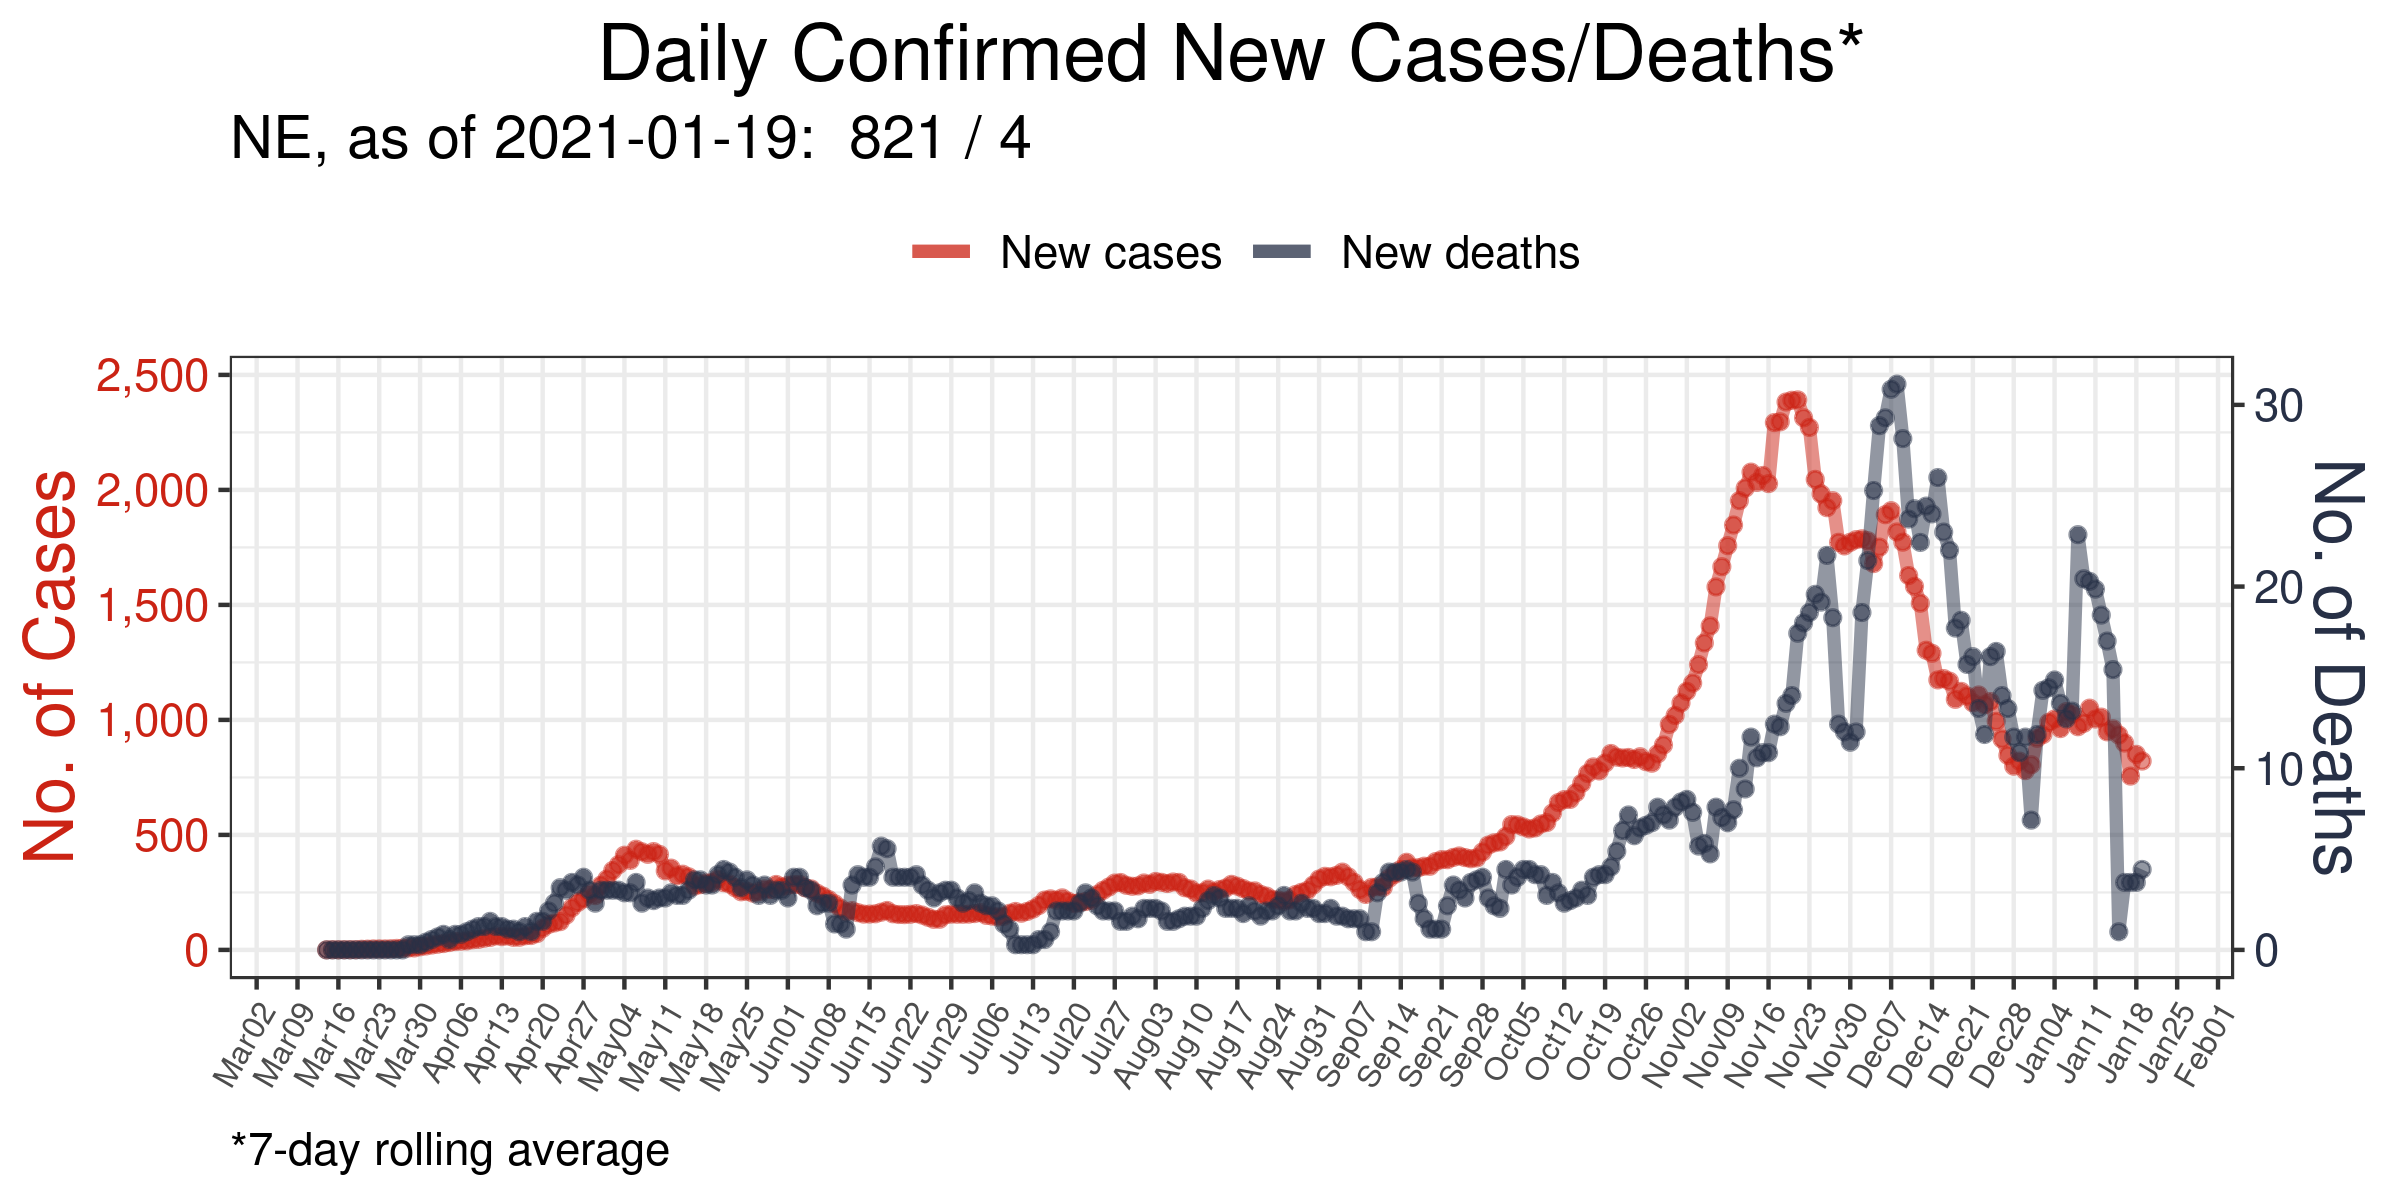 Daily Confirmed New Cases/Deaths*
NE, as of 2021-01-19:  821 / 4
New cases
New deaths
No. of Cases
2,500
2,000
1,500
1,000
500
0
30
20
10
0
No. of Deaths
Mar02
Mar09
Mar16
Mar23
Mar30
Apr06
Apr13
Apr20
Apr27
May04
May11
May18
May25
Jun01
Jun08
Jun15
Jun22
Jun29
Jul06
Jul13
Jul20
Jul27
Aug03
Aug10
Aug17
Aug24
Aug31
Sep07
Sep14
Sep21
Sep28
Oct05
Oct12
Oct19
Oct26
Nov02
Nov09
Nov16
Nov23
Nov30
Dec07
Dec14
Dec21
Dec28
Jan04
Jan11
Jan18
Jan25
Feb01
*7-day rolling average